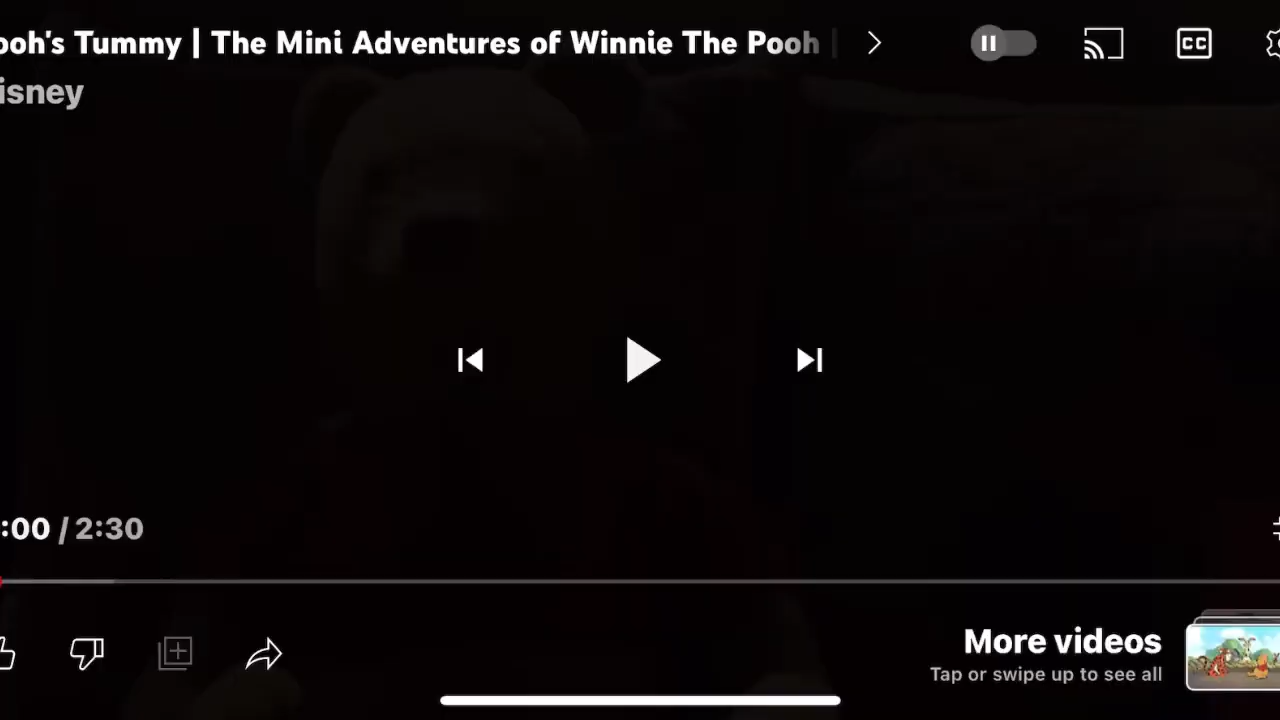 ooh's Tummy | The Mini Adventures of Winnie The Pooh |
isney
CC
:00 / 2:30
More videos
Tap or swipe up to see all